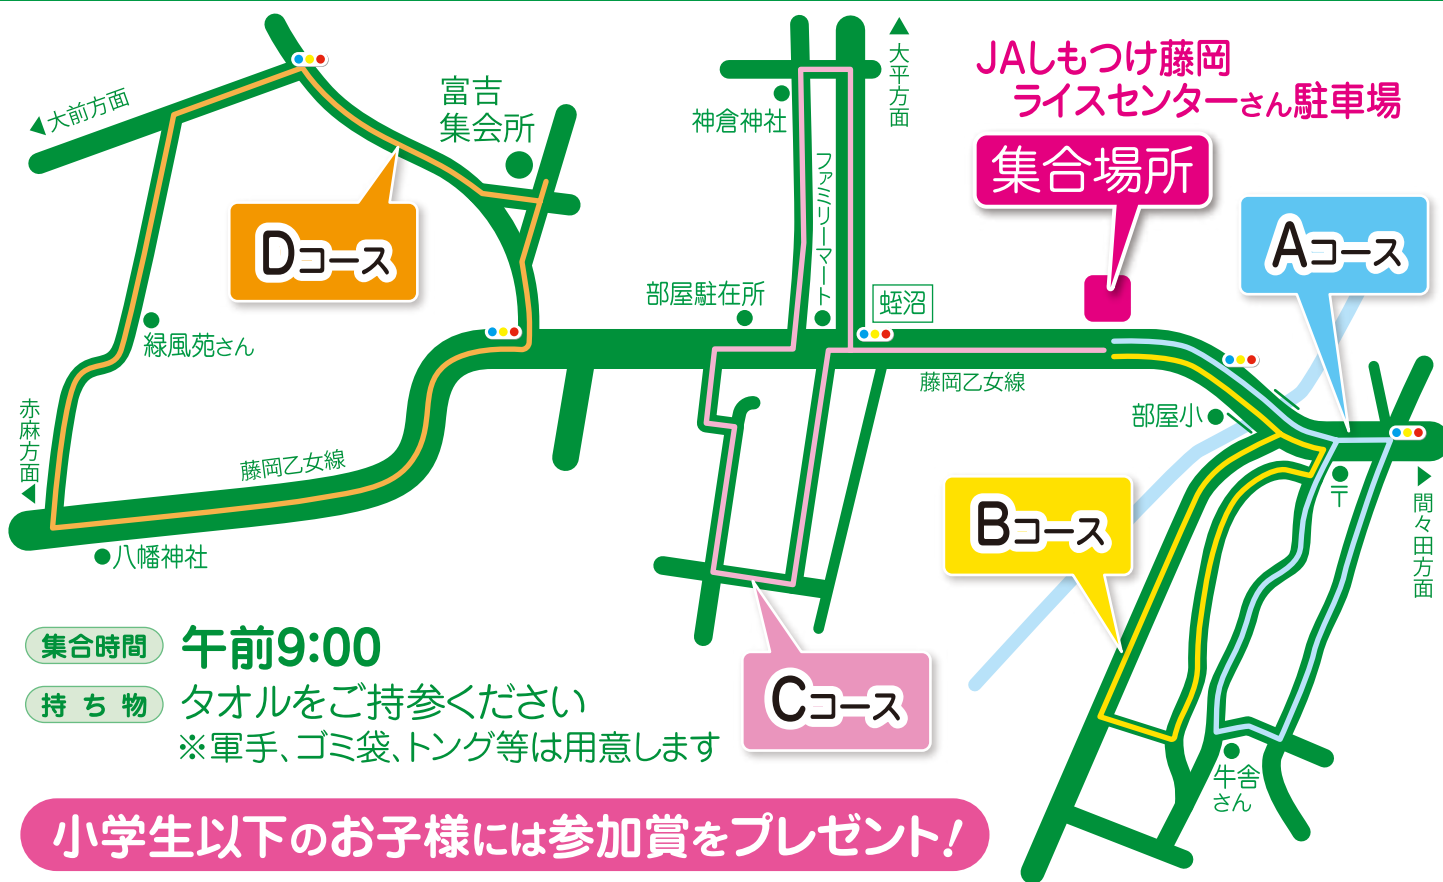 大前方面
富吉
集会所
Dコース
緑風苑さん
赤麻方面
藤岡乙女線
八幡神社
神倉神社
ファミリーマート
大平方面
部屋駐在所
蛭沼
藤岡乙女線
JAしもつけ藤岡
ライスセンターさん駐車場
集合場所
Aコース
部屋小
〒
間々田方面
Bコース
Cコース
牛舎
さん
集合時間 午前9:00
持ち物 タオルをご持参ください
※軍手、ゴミ袋、トング等は用意します
小学生以下のお子様には参加賞をプレゼント!